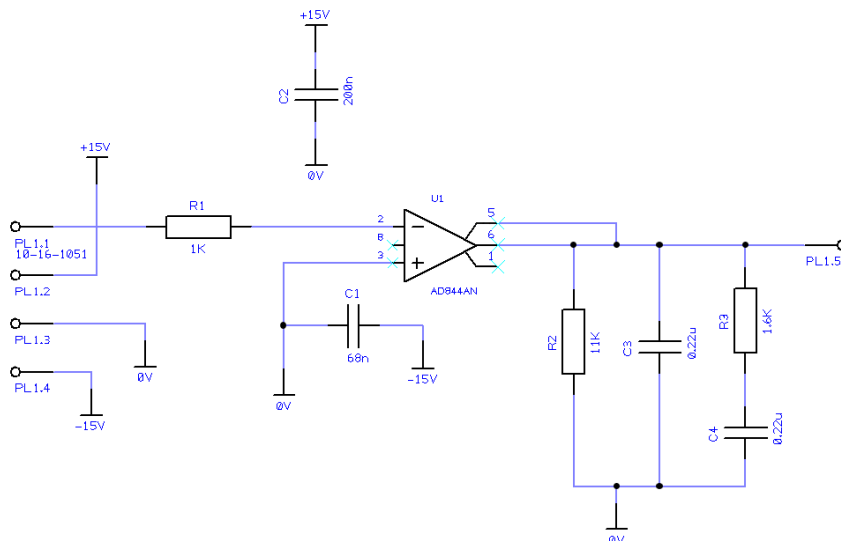 +15V
C2
200n
0V
+15V
U1
R1
1K
2
8
3
5
6
1
AD844AN
PL1.1
10-16-1051
PL1.2
PL1.3
PL1.4
0V
-15V
C1
68n
-15V
0V
R2
11K
C3
0.22u
R3
1.6K
C4
0.22u
PL1.5
0V